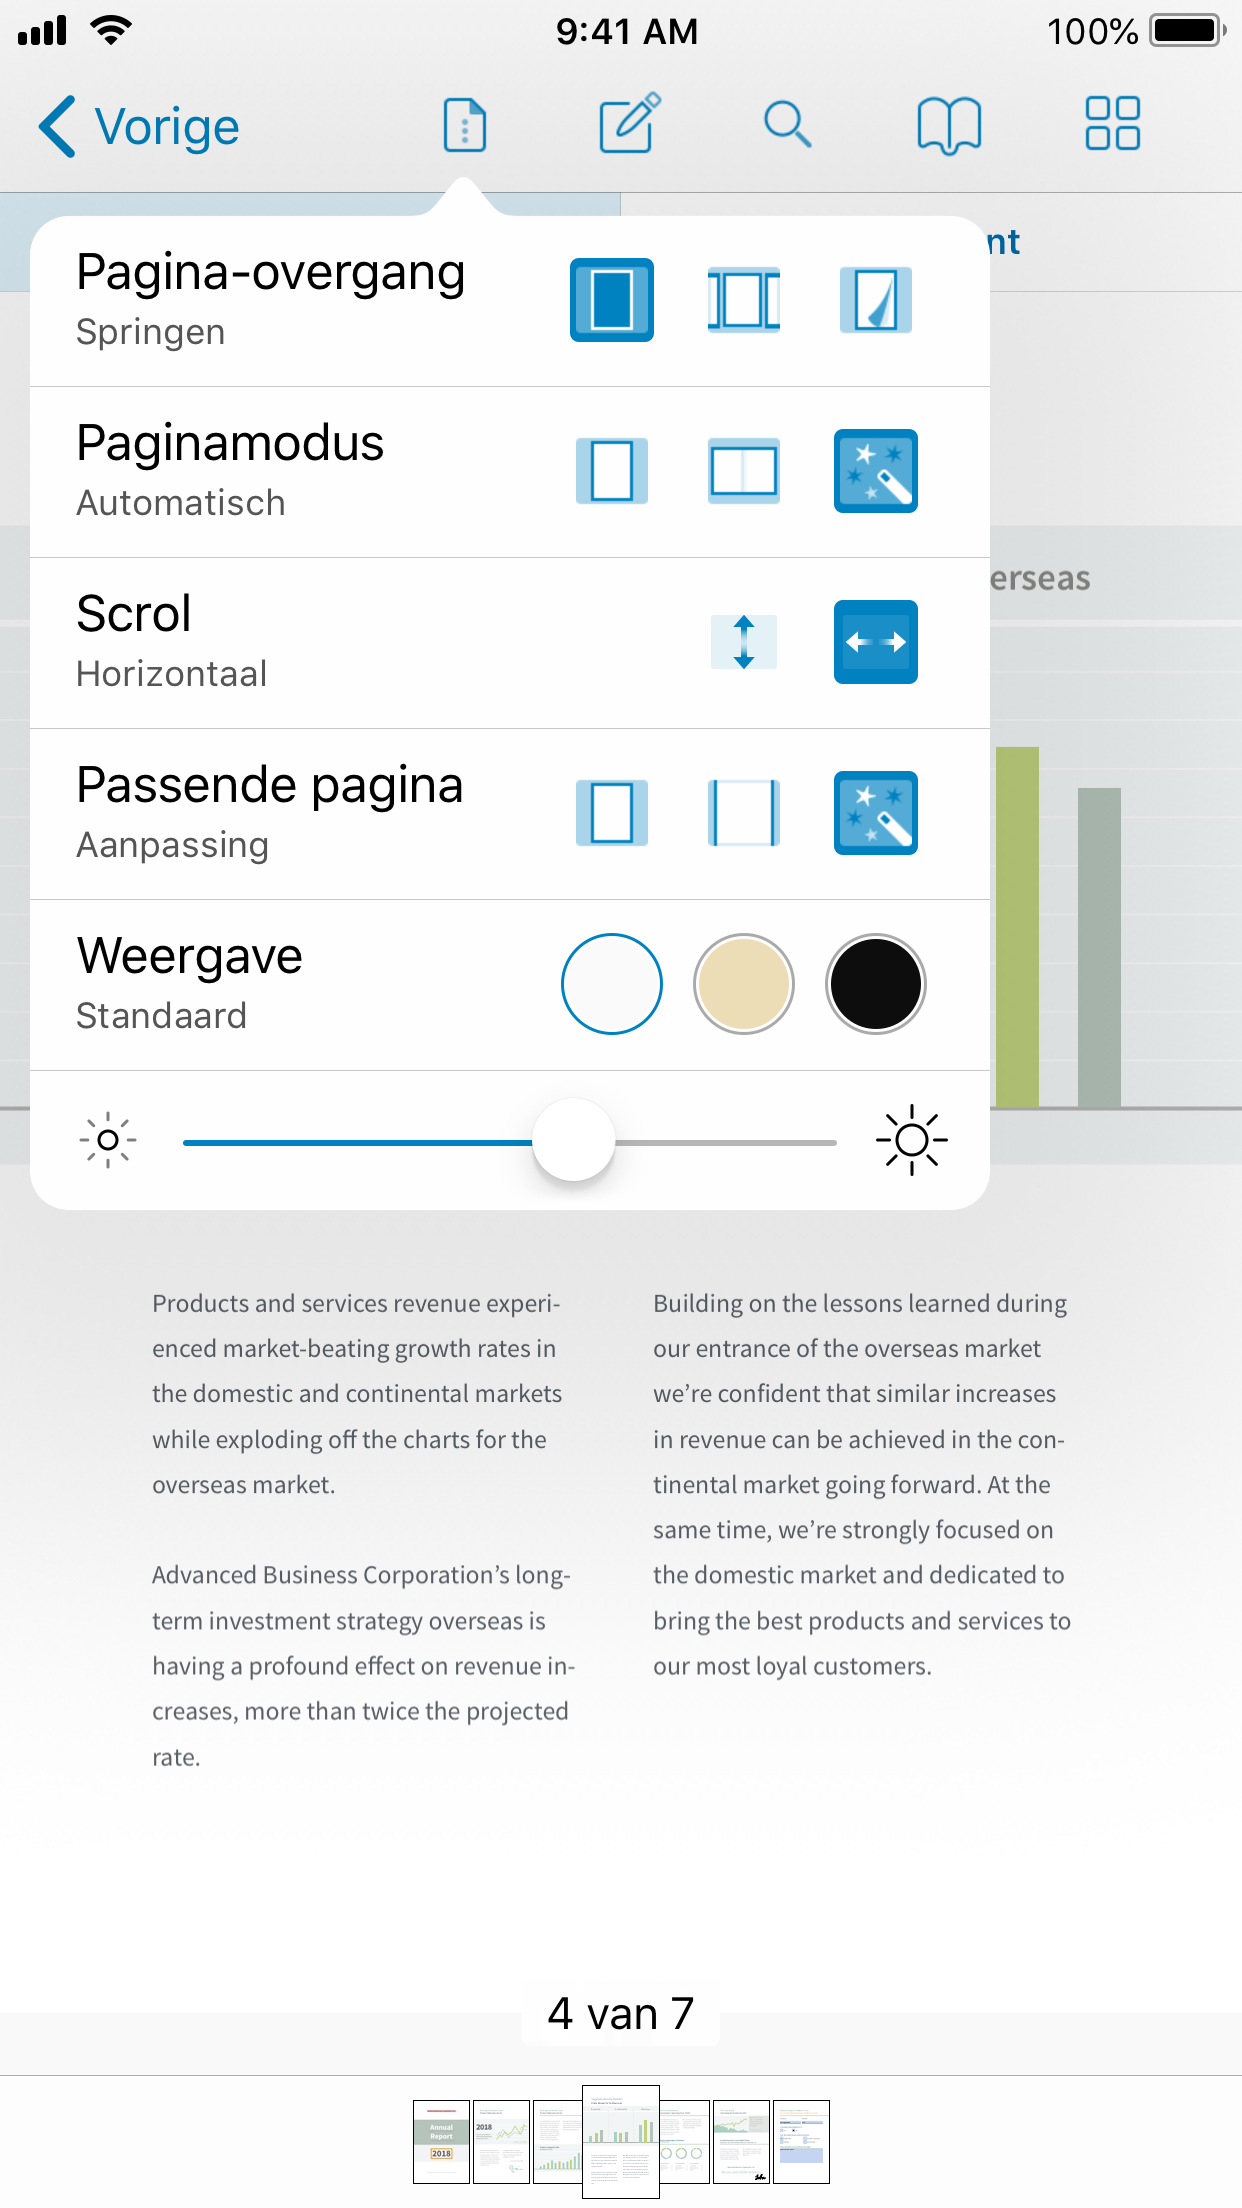 9:41 AM
100%
Vorige
nt
Pagina-overgang
Springen
Paginamodus
Automatisch
Scrol
Horizontaal
erseas
Passende pagina
Aanpassing
Weergave
Standaard
Products and services revenue experi-
enced market-beating growth rates in
the domestic and continental markets
while exploding off the charts for the
overseas market.
Advanced Business Corporation’s long-
term investment strategy overseas is
having a profound effect on revenue in-
creases, more than twice the projected
rate.
Building on the lessons learned during
our entrance of the overseas market
we’re confident that similar increases
in revenue can be achieved in the con-
tinental market going forward. At the
same time, we’re strongly focused on
the domestic market and dedicated to
bring the best products and services to
our most loyal customers.
4 van 7
Annual
Report
2018
2018